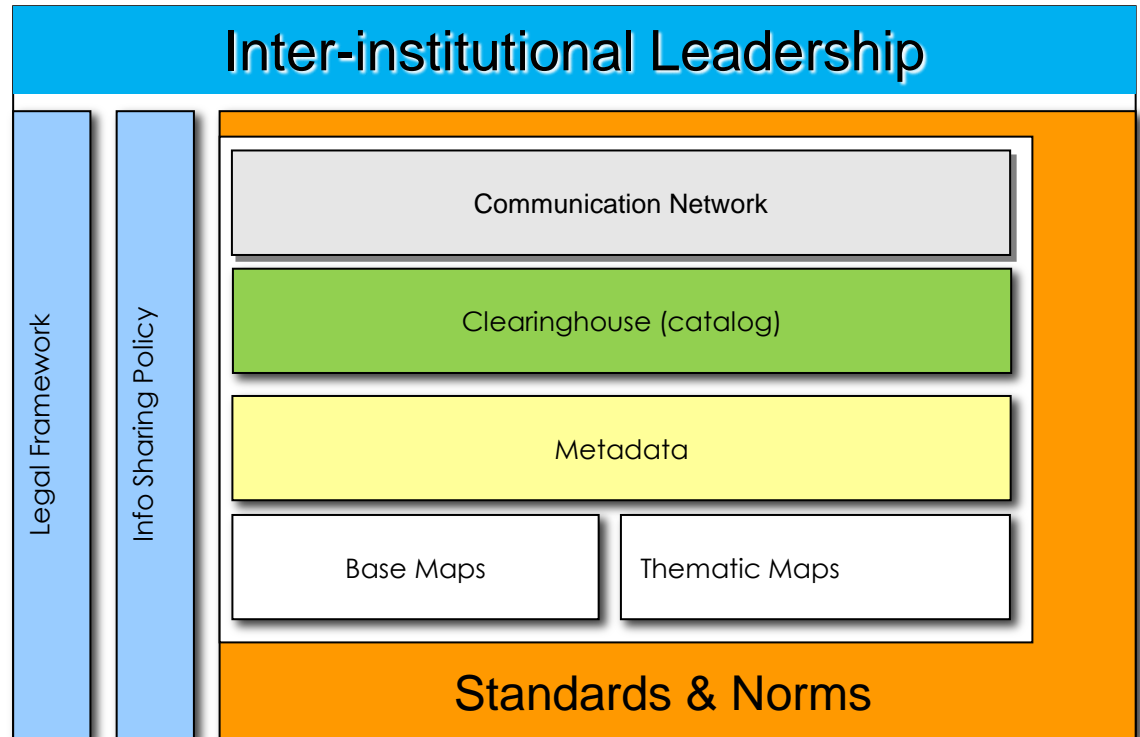 Inter-institutional Leadership
Legal Framework
Info Sharing Policy
Communication Network
Clearinghouse (catalog)
Metadata
Base Maps
Thematic Maps
Standards & Norms